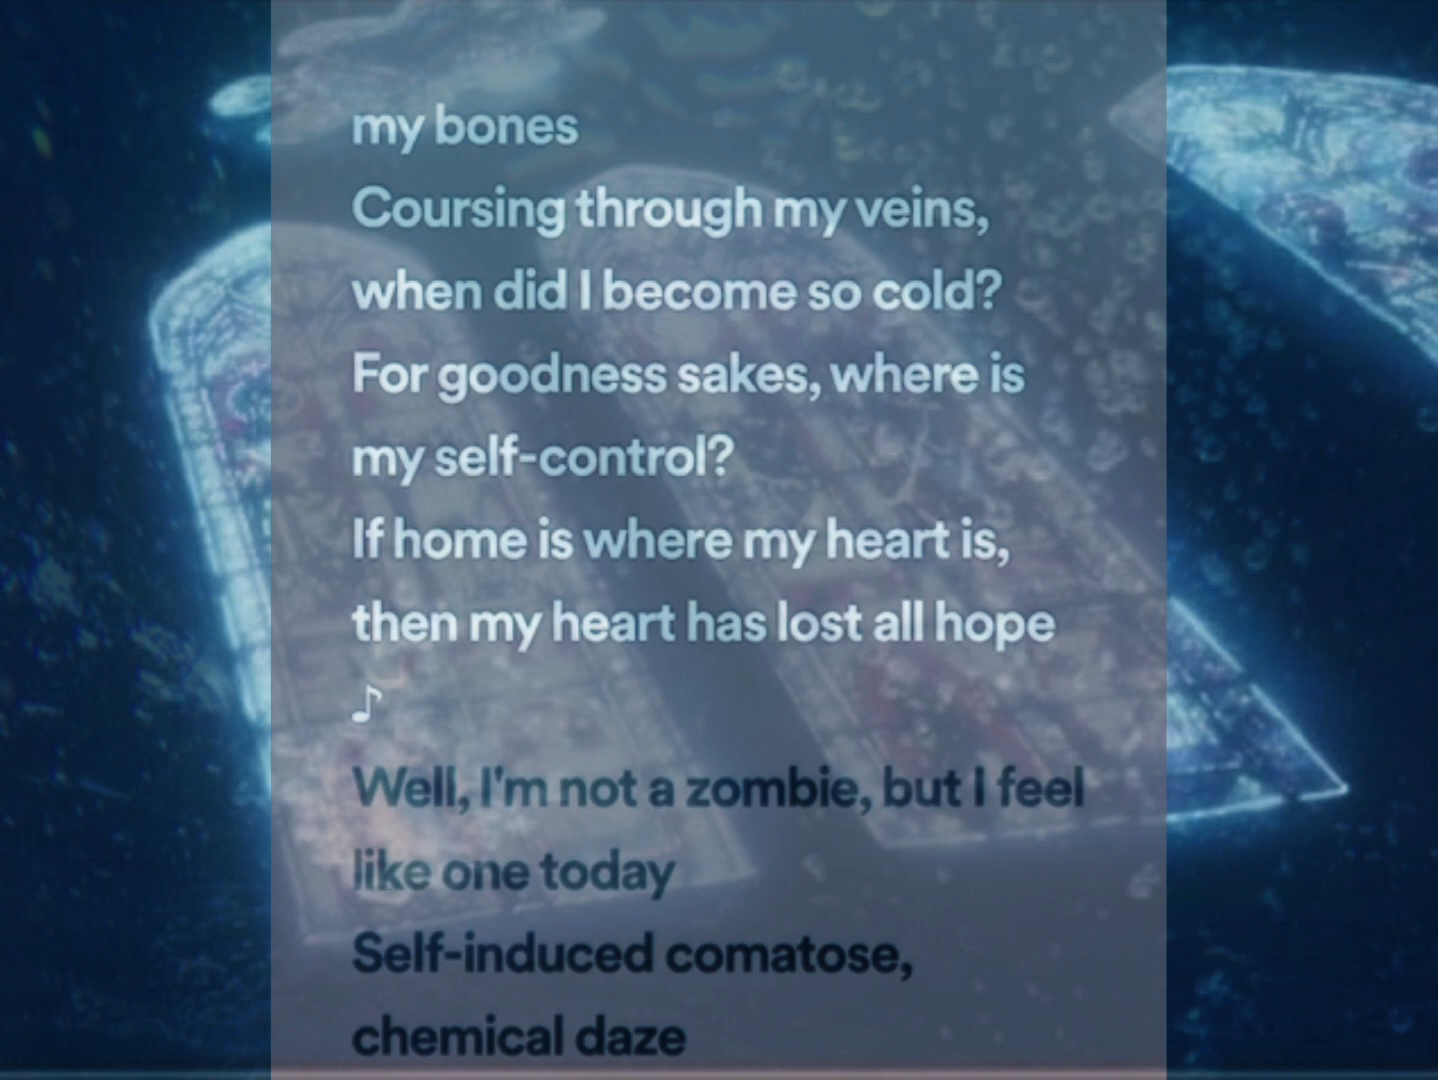 my bones
Coursing through my veins,
when did I become so cold?
For goodness sakes, where is
my self-control?
If home is where my heart is,
then my heart has lost all hope
♪
Well, I'm not a zombie, but I feel
like one today
Self-induced comatose,
chemical daze